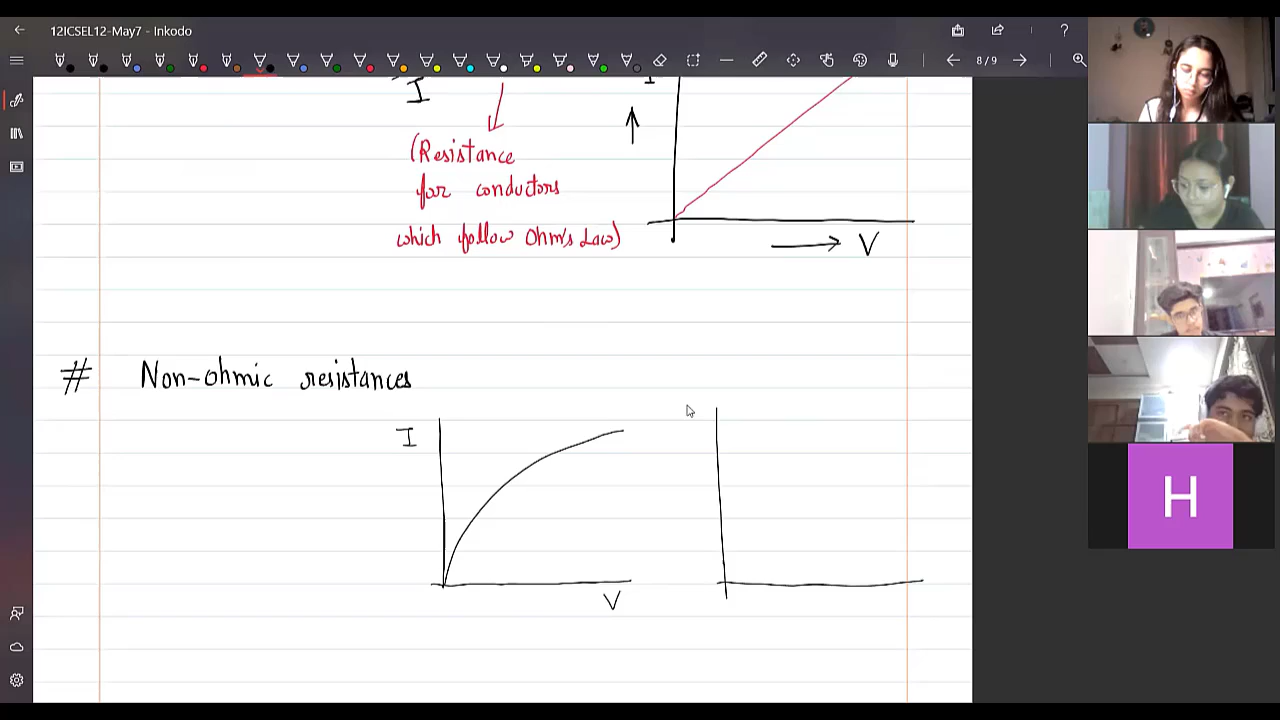 12ICSEL12-May7 - Inkodo
8/9
I
I
(Resistance
for conductors
which follow Ohm's Law)
V
# Non-ohmic resistances
I
V
H